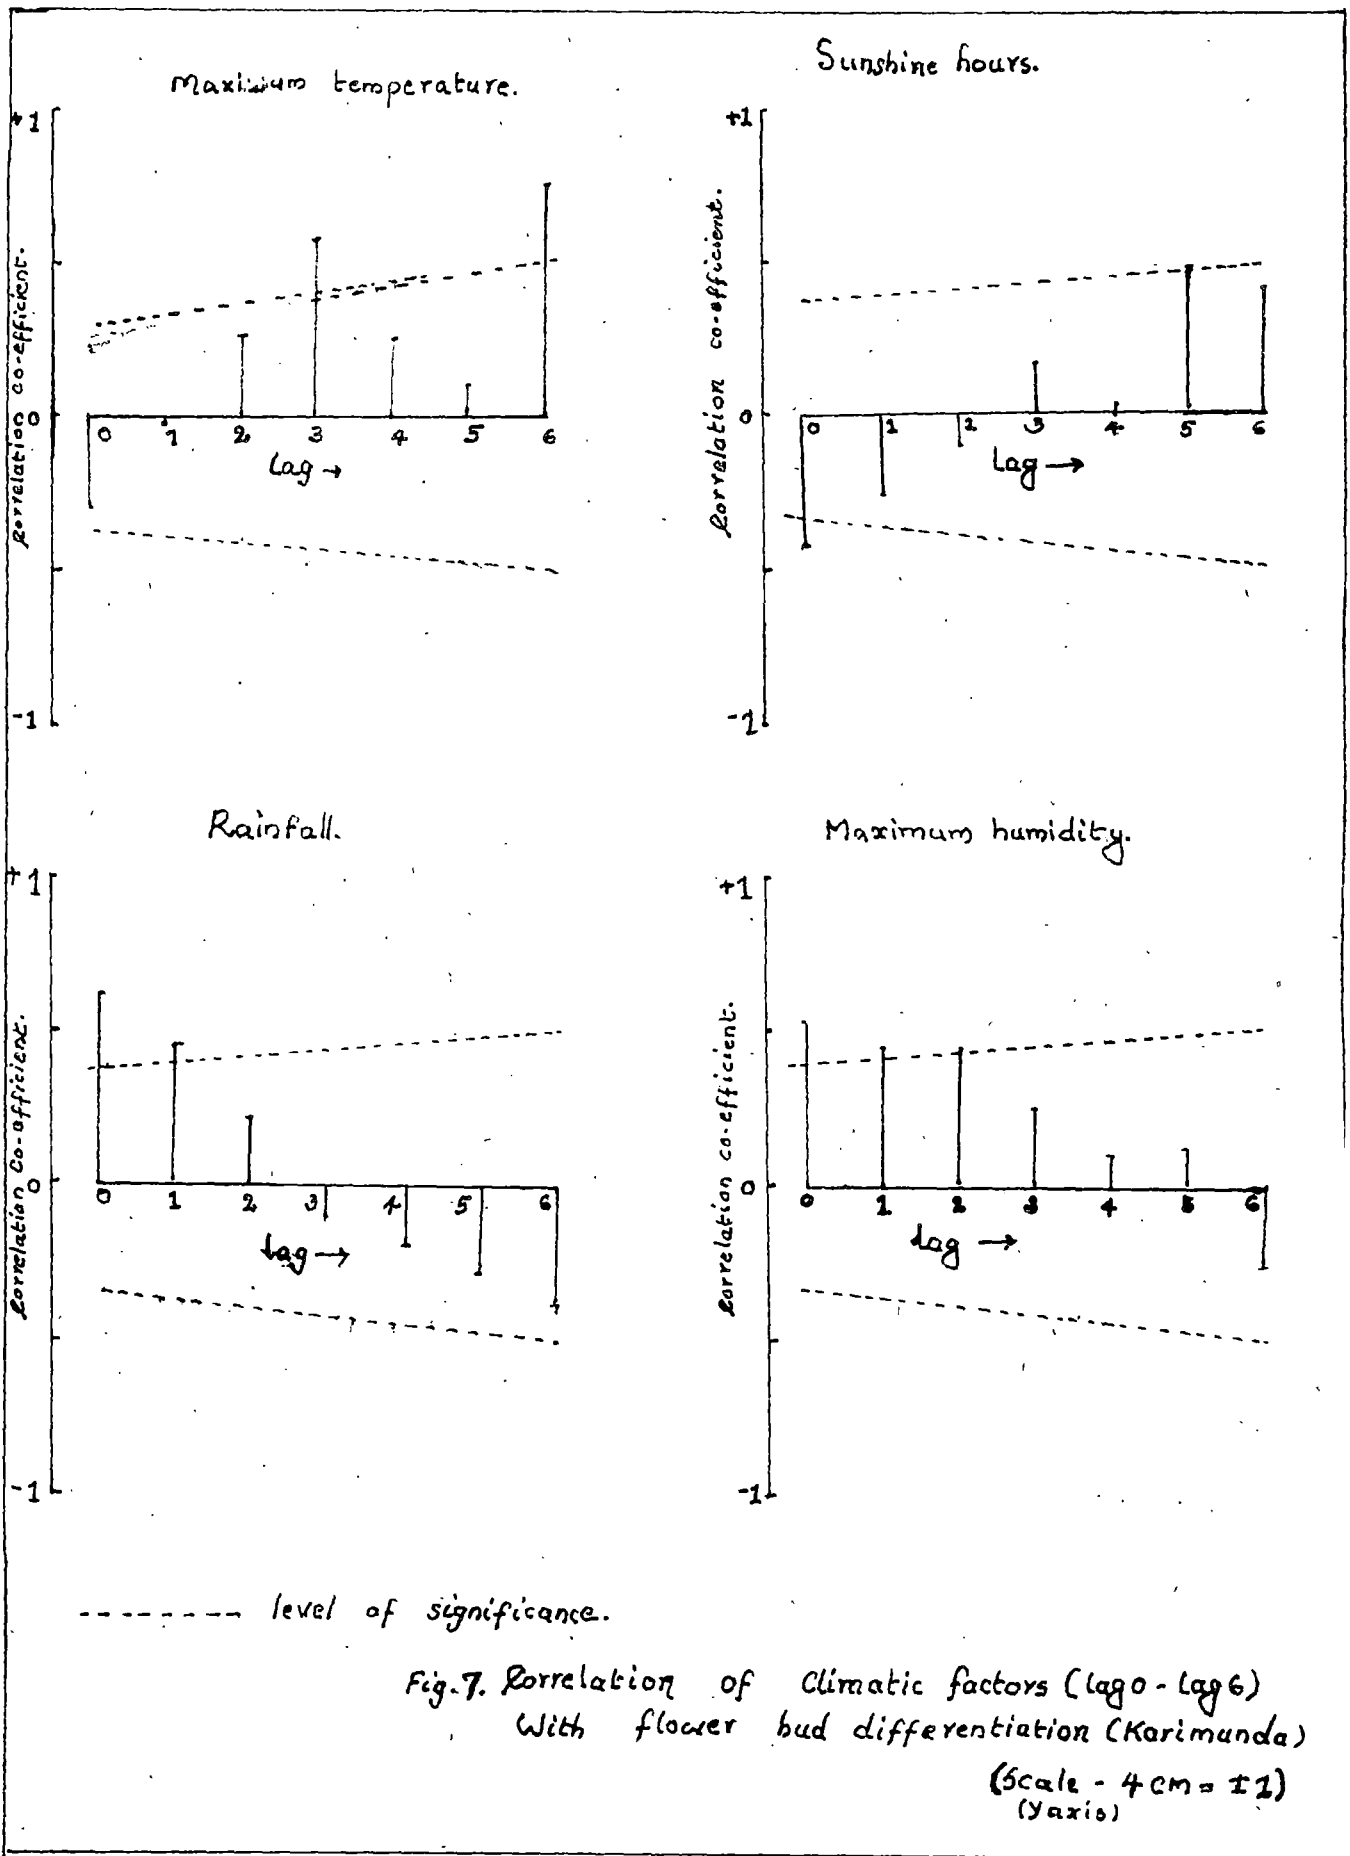 Maximum temperature.
+1
0
-1
Correlation co-efficient.
0 1 2 3 4 5 6
Lag →
Sunshine hours.
+1
0
-1
Correlation co-efficient.
0 1 2 3 4 5 6
Lag →
Rainfall.
+1
0
-1
Correlation co-efficient.
0 1 2 3 4 5 6
Lag →
Maximum humidity.
+1
0
-1
Correlation co-efficient.
0 1 2 3 4 5 6
Lag →
-------- level of significance.
Fig.7. Correlation of Climatic factors (Lag 0 - Lag 6)
With flower bud differentiation (Karimunda)
(Scale - 4 cm = ±1)
(Y axis)